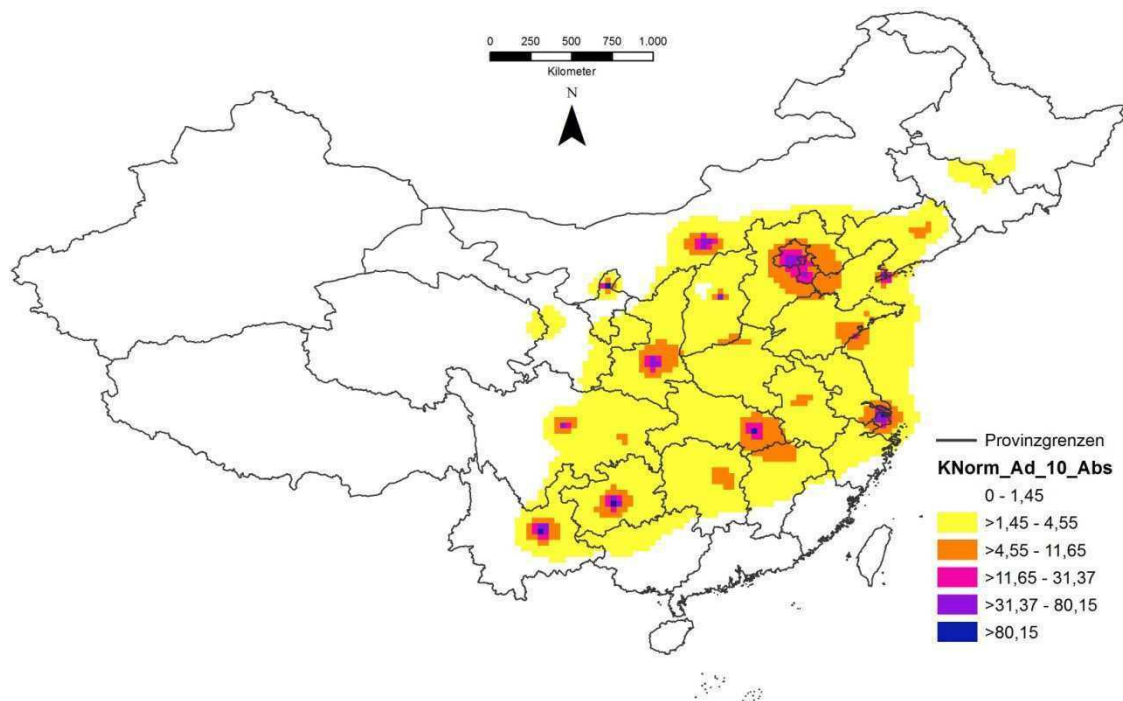 0 250 500 750 1.000
Kilometer
N
Provinzgrenzen
KNorm_Ad_10_Abs
0 - 1,45
>1,45 - 4,55
>4,55 - 11,65
>11,65 - 31,37
>31,37 - 80,15
>80,15